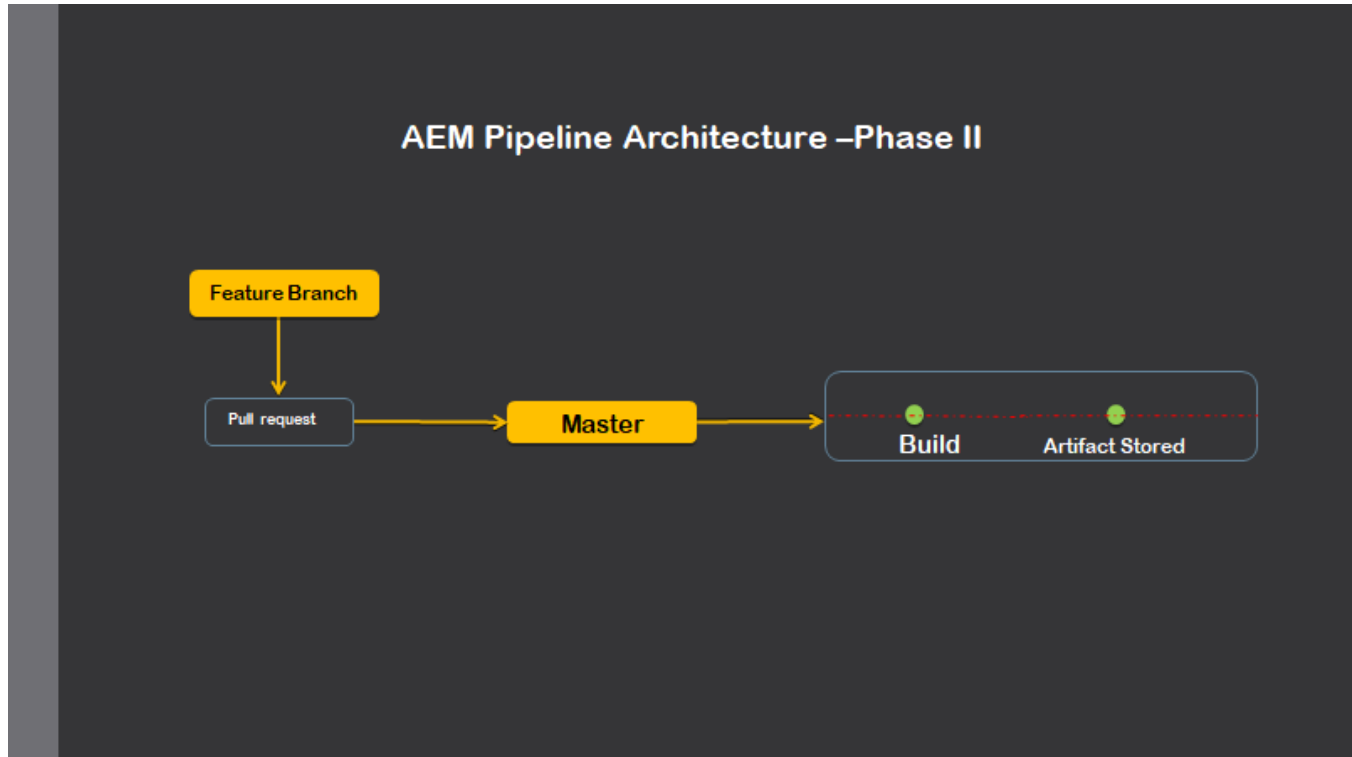 AEM Pipeline Architecture –Phase II
Feature Branch
Pull request
Master
Build
Artifact Stored